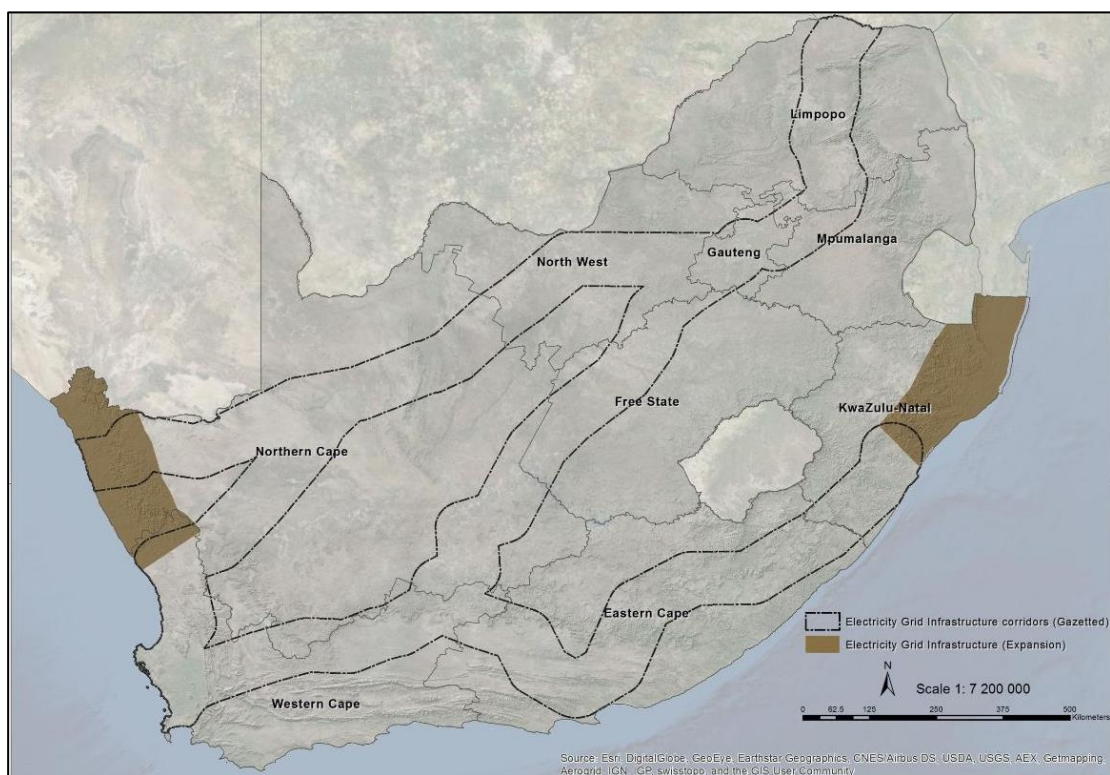 Limpopo
North West
Gauteng
Mpumalanga
Free State
KwaZulu-Natal
Northern Cape
Eastern Cape
Western Cape
Electricity Grid Infrastructure corridors (Gazetted)
Electricity Grid Infrastructure (Expansion)
N
Scale 1: 7 200 000
0 62.5 125 250 375 500
Kilometers
Source: Esri, DigitalGlobe, GeoEye, Earthstar Geographics, CNES/Airbus DS, USDA, USGS, AEX, Getmapping,
Aerogrid, IGN, IGP, swisstopo, and the GIS User Community